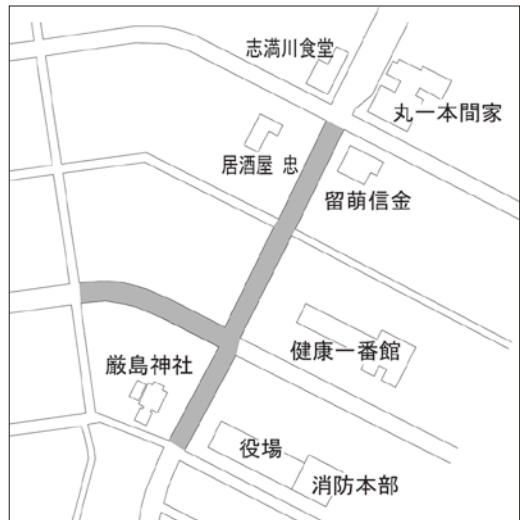 志満川食堂
丸一本間家
居酒屋 忠
留萌信金
健康一番館
厳島神社
役場
消防本部